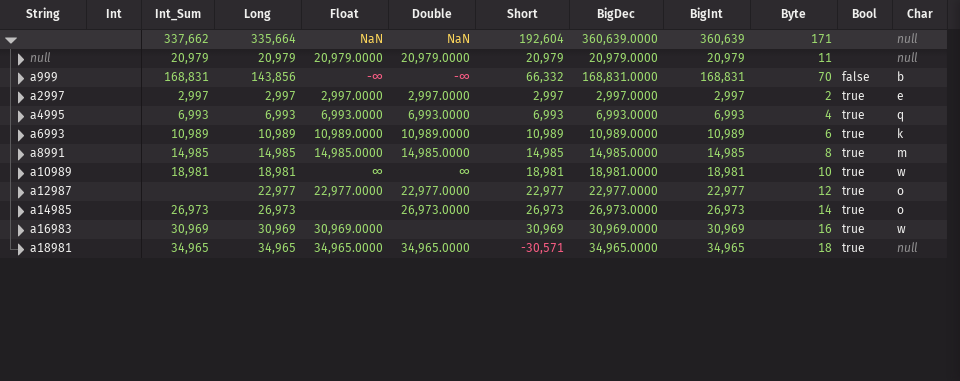 String Int Int_Sum Long Float Double Short BigDec BigInt Byte Bool Char
337,662 335,664 NaN NaN 192,604 360,639.0000 360,639 171 null
null 20,979 20,979 20,979.0000 20,979.0000 20,979 20,979.0000 20,979 11 null
a999 168,831 143,856 -∞ -∞ 66,332 168,831.0000 168,831 70 false b
a2997 2,997 2,997 2,997.0000 2,997.0000 2,997 2,997.0000 2,997 2 true e
a4995 6,993 6,993 6,993.0000 6,993.0000 6,993 6,993.0000 6,993 4 true q
a6993 10,989 10,989 10,989.0000 10,989.0000 10,989 10,989.0000 10,989 6 true k
a8991 14,985 14,985 14,985.0000 14,985.0000 14,985 14,985.0000 14,985 8 true m
a10989 18,981 18,981 ∞ ∞ 18,981 18,981.0000 18,981 10 true w
a12987 22,977 22,977.0000 22,977.0000 22,977 22,977.0000 22,977 12 true o
a14985 26,973 26,973 26,973.0000 26,973 26,973.0000 26,973 14 true o
a16983 30,969 30,969 30,969.0000 30,969 30,969.0000 30,969 16 true w
a18981 34,965 34,965 34,965.0000 34,965.0000 -30,571 34,965.0000 34,965 18 true null